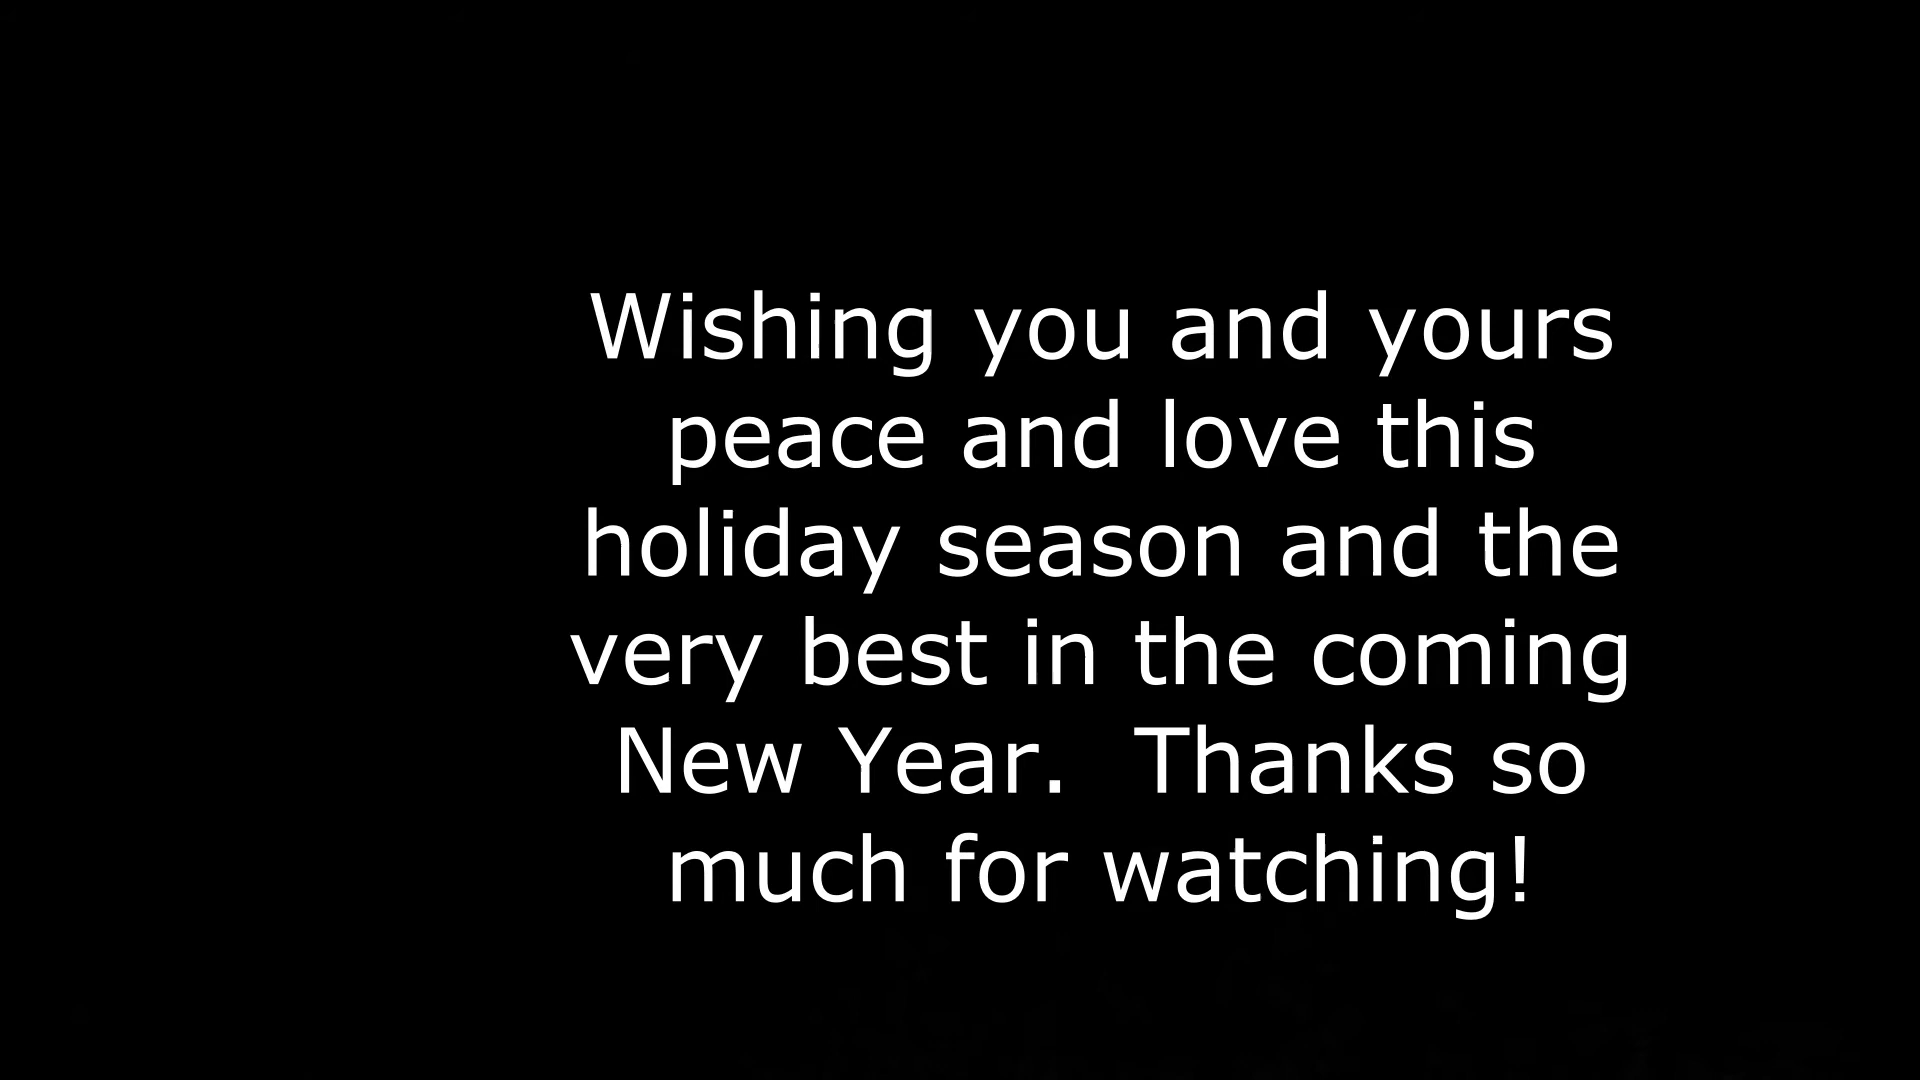 Wishing you and yours
peace and love this
holiday season and the
very best in the coming
New Year.  Thanks so
much for watching!